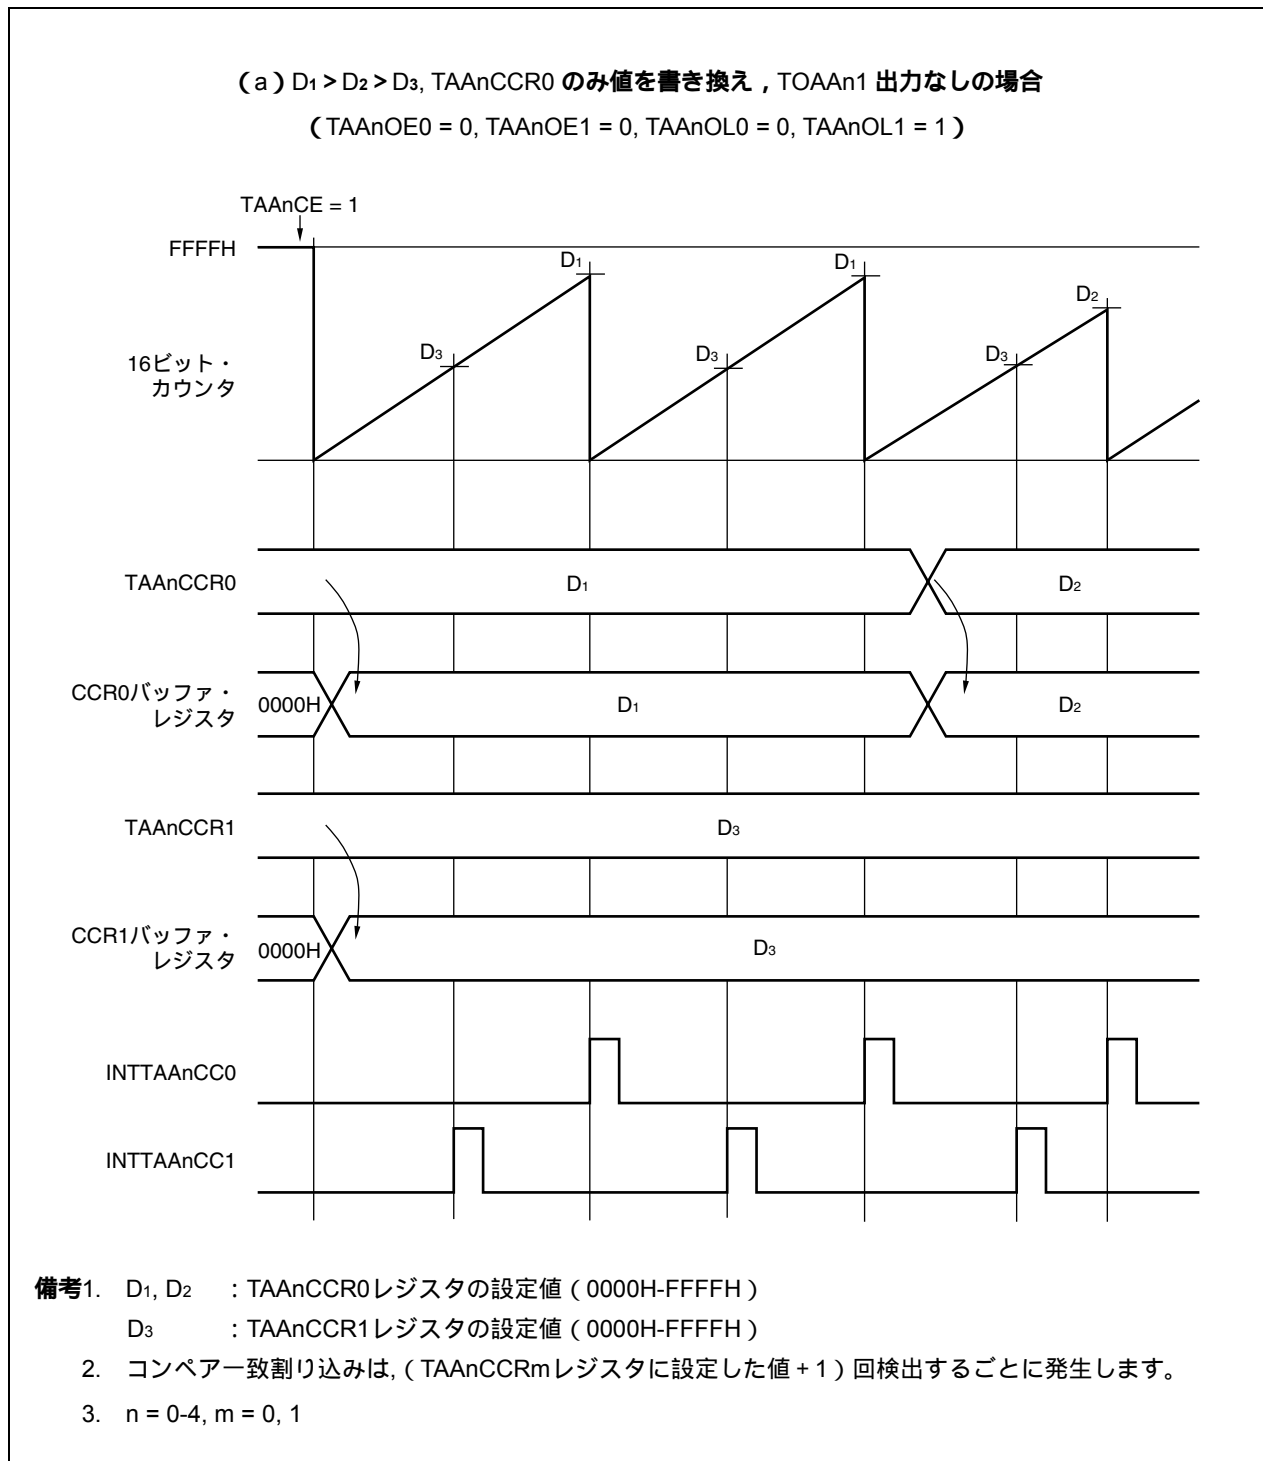 （a）D1 > D2 > D3, TAAnCCR0 のみ値を書き換え，TOAAn1 出力なしの場合
（TAAnOE0 = 0, TAAnOE1 = 0, TAAnOL0 = 0, TAAnOL1 = 1）
TAAnCE = 1
FFFFH
D1
D1
D2
D3
D3
D3
16ビット・
カウンタ
TAAnCCR0
D1
D2
CCR0バッファ・
レジスタ
0000H
D1
D2
TAAnCCR1
D3
CCR1バッファ・
レジスタ
0000H
D3
INTTAAnCC0
INTTAAnCC1
備考1. D1, D2 ：TAAnCCR0レジスタの設定値（0000H-FFFFH）
D3 ：TAAnCCR1レジスタの設定値（0000H-FFFFH）
2. コンペア一致割り込みは,（TAAnCCRmレジスタに設定した値＋1）回検出するごとに発生します。
3. n = 0-4, m = 0, 1